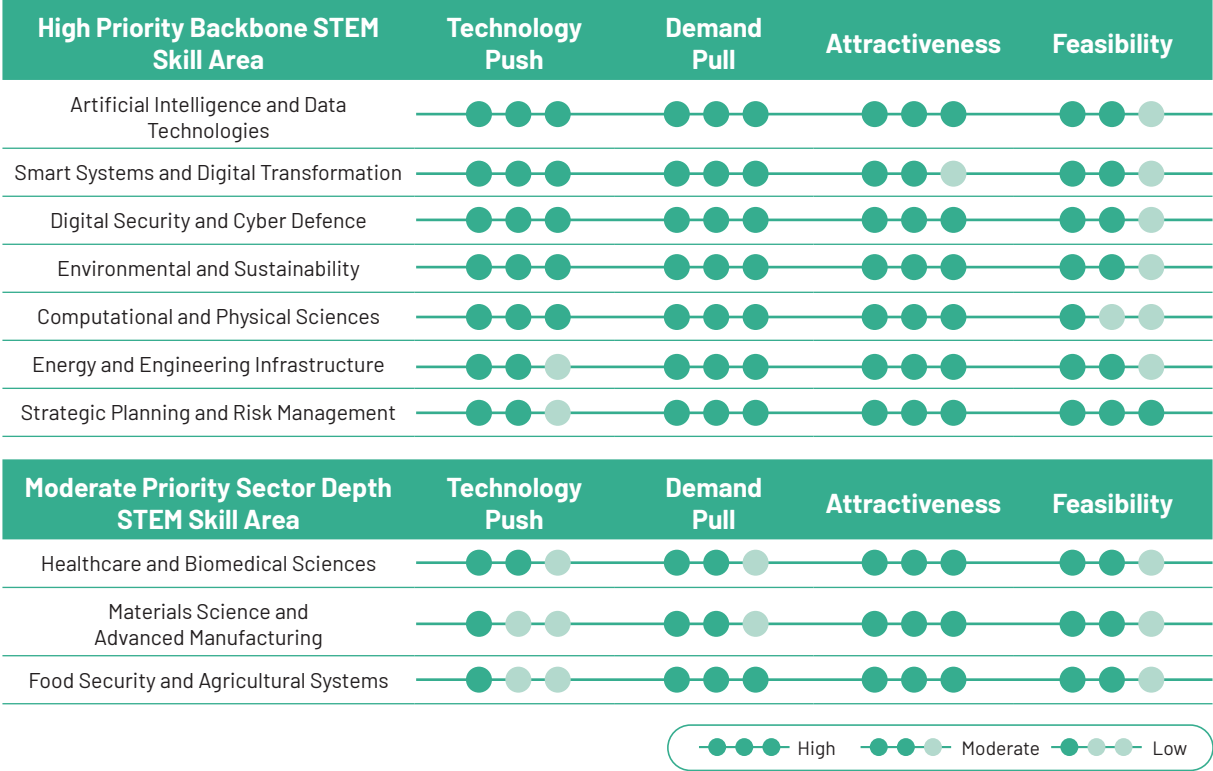 High Priority Backbone STEM
Skill Area
Technology
Push
Demand
Pull
Attractiveness
Feasibility
Artificial Intelligence and Data
Technologies
Smart Systems and Digital Transformation
Digital Security and Cyber Defence
Environmental and Sustainability
Computational and Physical Sciences
Energy and Engineering Infrastructure
Strategic Planning and Risk Management
Moderate Priority Sector Depth
STEM Skill Area
Technology
Push
Demand
Pull
Attractiveness
Feasibility
Healthcare and Biomedical Sciences
Materials Science and
Advanced Manufacturing
Food Security and Agricultural Systems
High
Moderate
Low